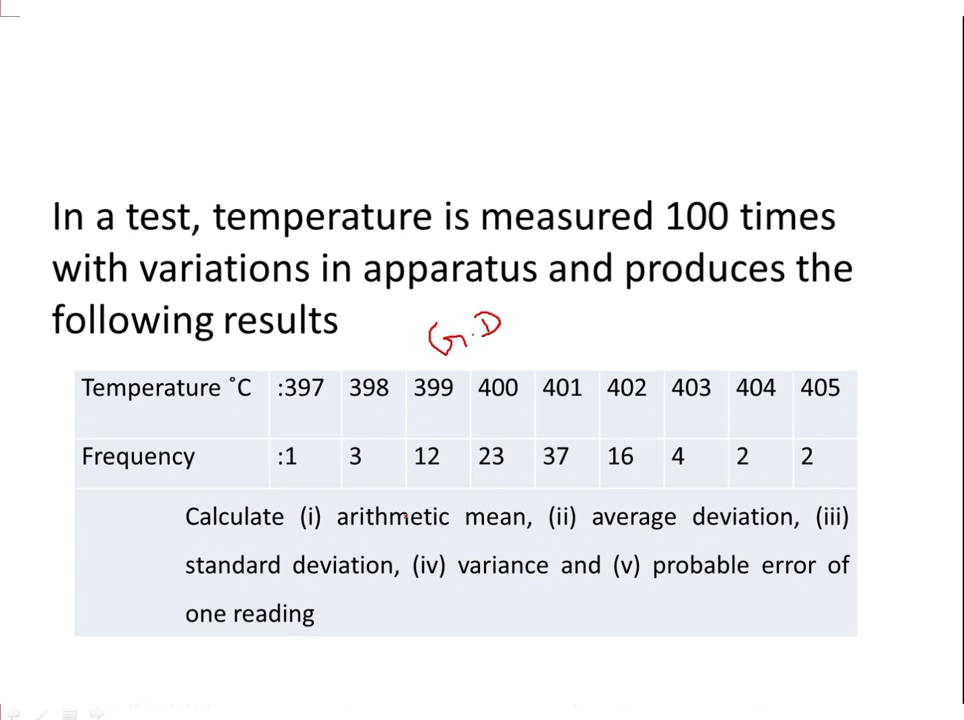 In a test, temperature is measured 100 times
with variations in apparatus and produces the
following results
G.D
Temperature ˚C :397 398 399 400 401 402 403 404 405
Frequency :1 3 12 23 37 16 4 2 2
Calculate (i) arithmetic mean, (ii) average deviation, (iii)
standard deviation, (iv) variance and (v) probable error of
one reading